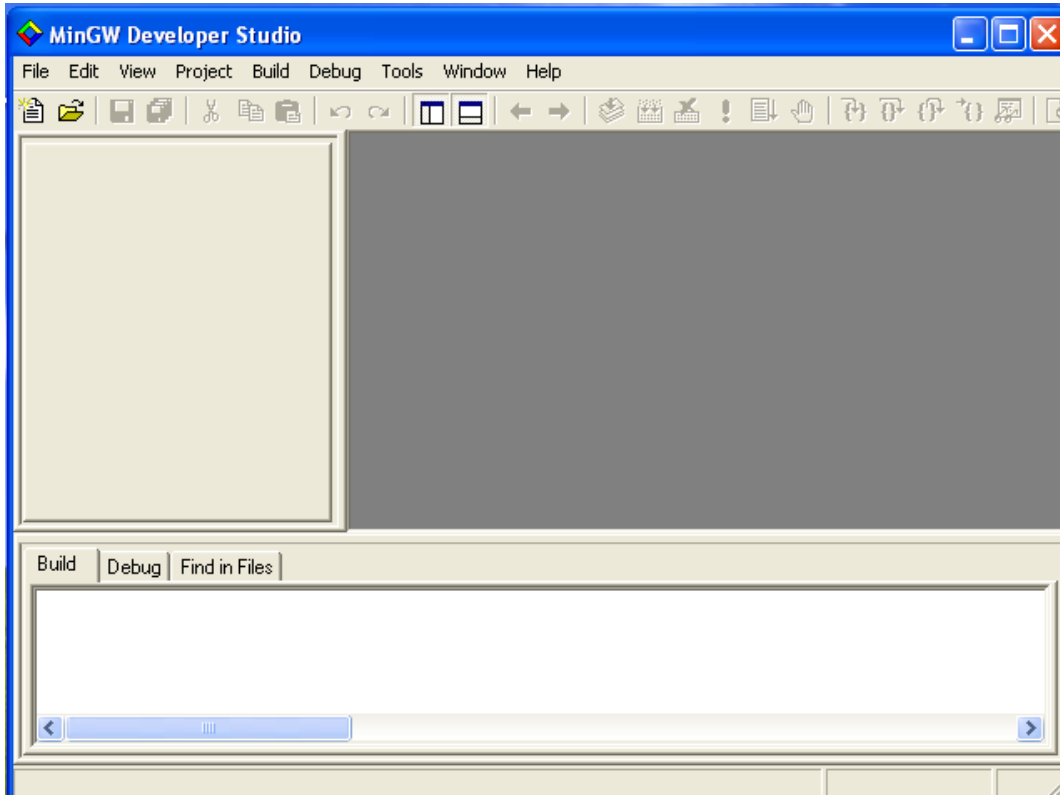 MinGW Developer Studio
File Edit View Project Build Debug Tools Window Help
Build Debug Find in Files